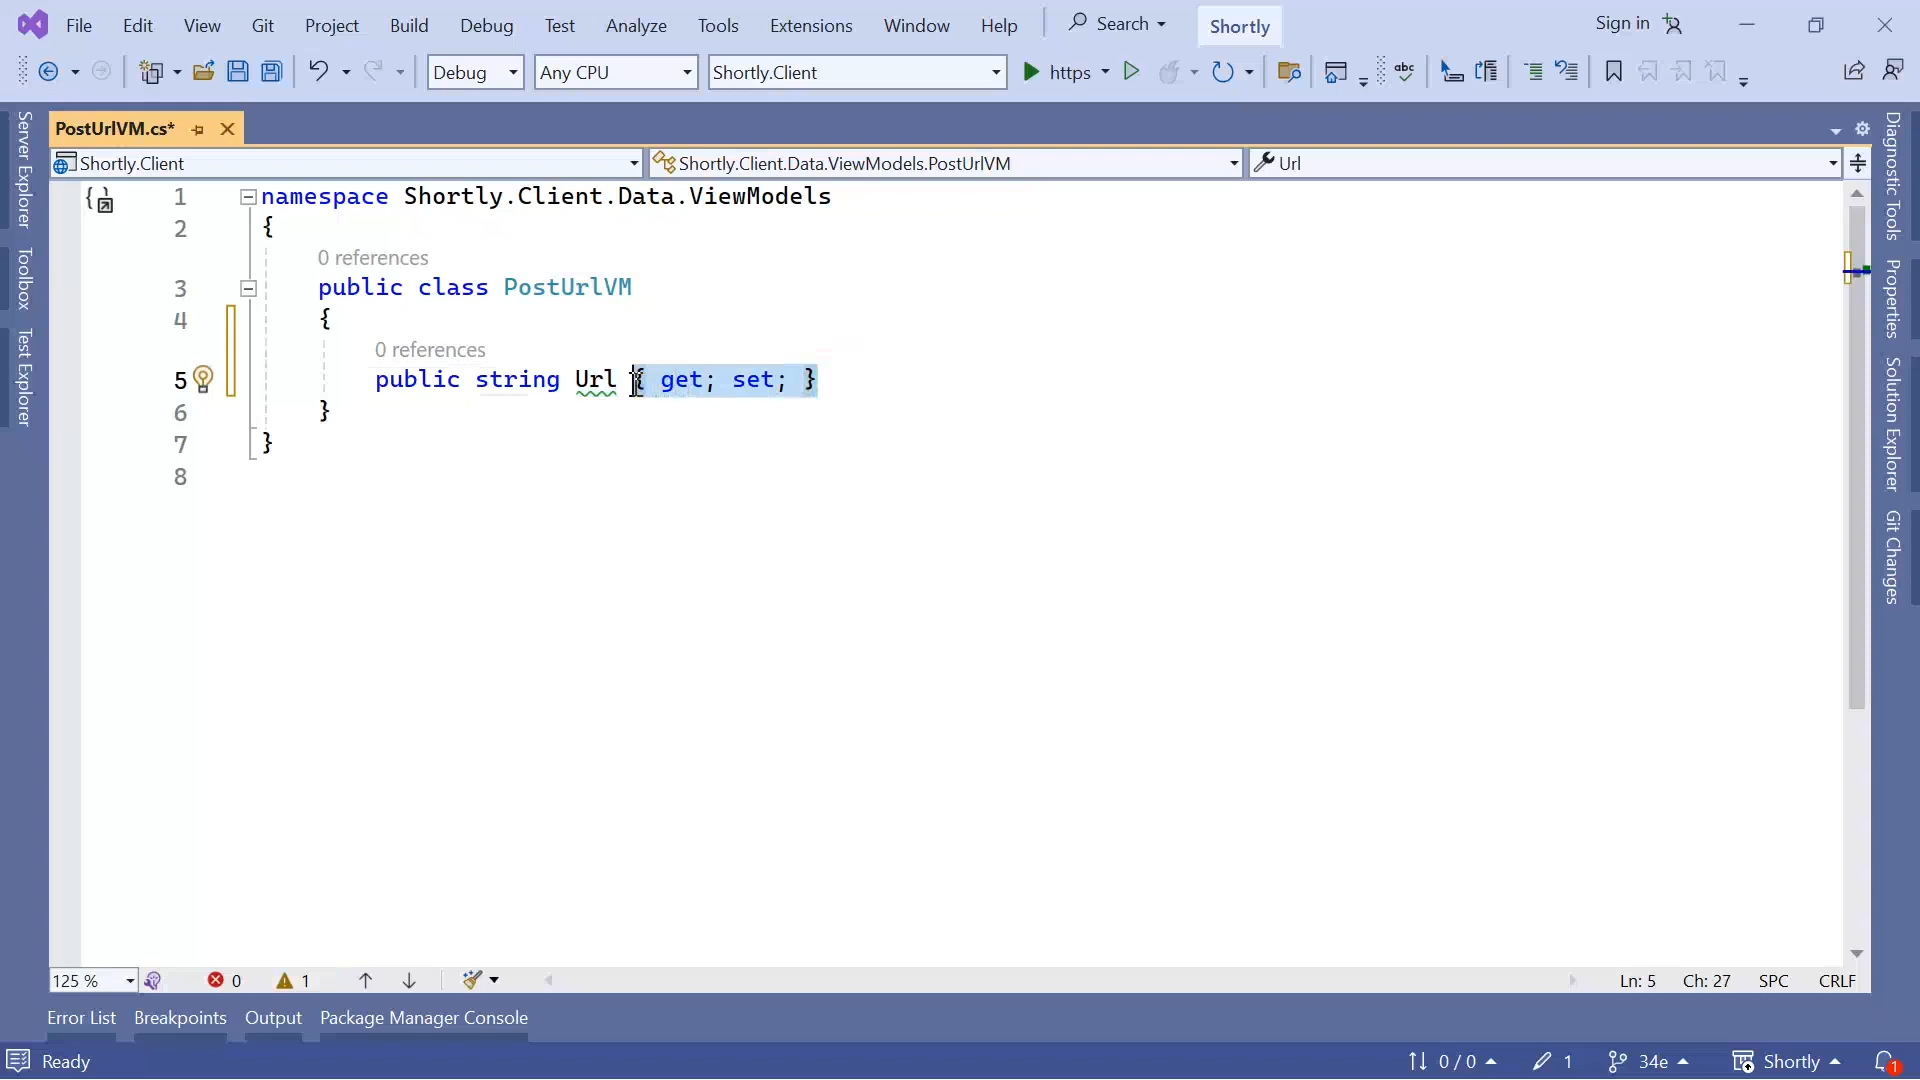 File Edit View Git Project Build Debug Test Analyze Tools Extensions Window Help Search Shortly Sign in
Debug Any CPU Shortly.Client https abc
PostUrlVM.cs*
Shortly.Client Shortly.Client.Data.ViewModels.PostUrlVM Url
1 namespace Shortly.Client.Data.ViewModels
2 {
0 references
3 public class PostUrlVM
4 {
0 references
5 public string Url { get; set; }
6 }
7 }
8
Server Explorer
Toolbox
Test Explorer
Diagnostic Tools
Properties
Solution Explorer
Git Changes
125 % 0 1 Ln: 5 Ch: 27 SPC CRLF
Error List Breakpoints Output Package Manager Console
Ready 0 / 0 1 34e Shortly 1